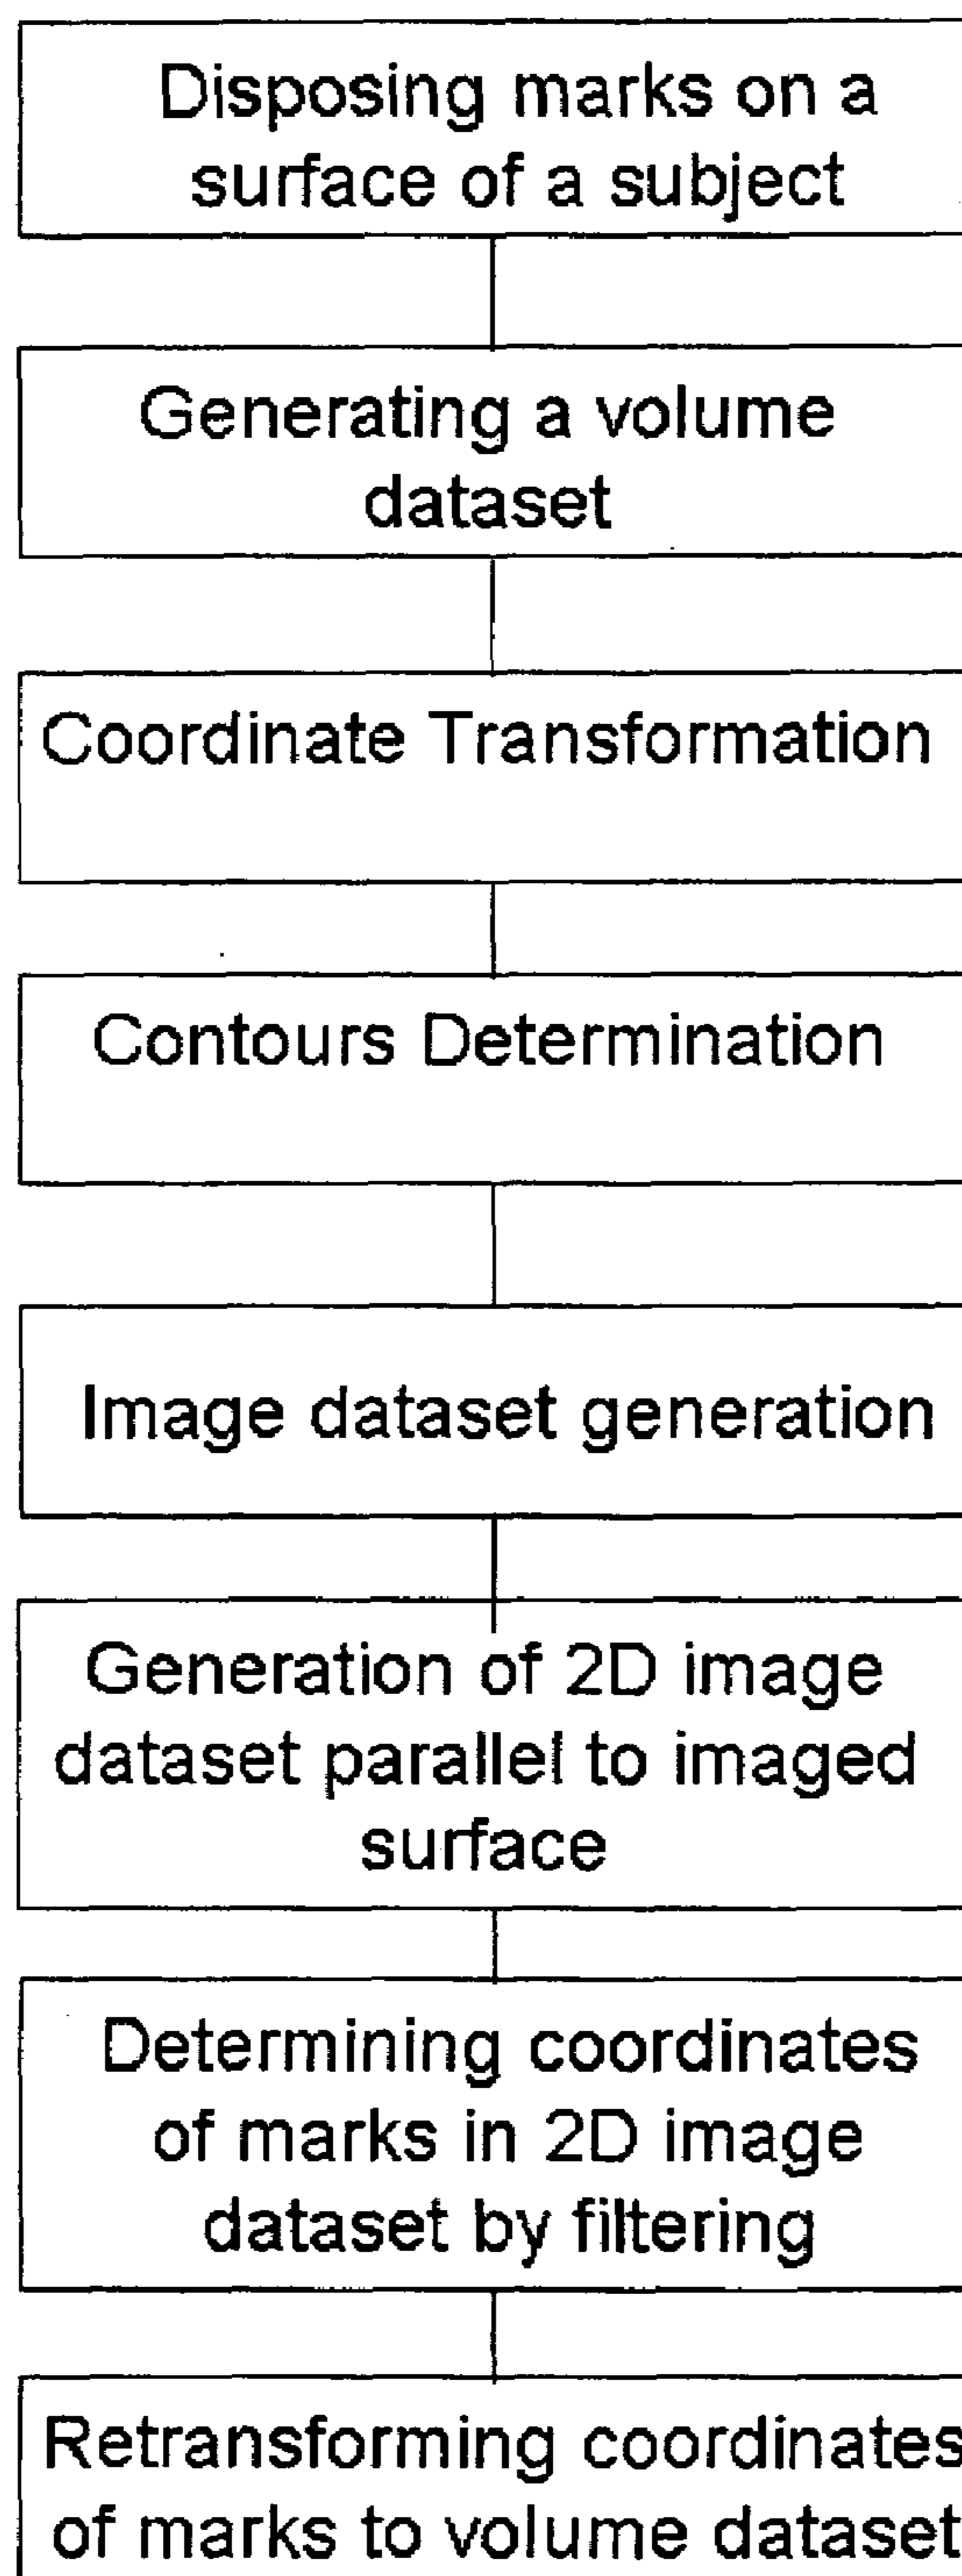 Disposing marks on a
surface of a subject
Generating a volume
dataset
Coordinate Transformation
Contours Determination
Image dataset generation
Generation of 2D image
dataset parallel to imaged
surface
Determining coordinates
of marks in 2D image
dataset by filtering
Retransforming coordinates
of marks to volume dataset